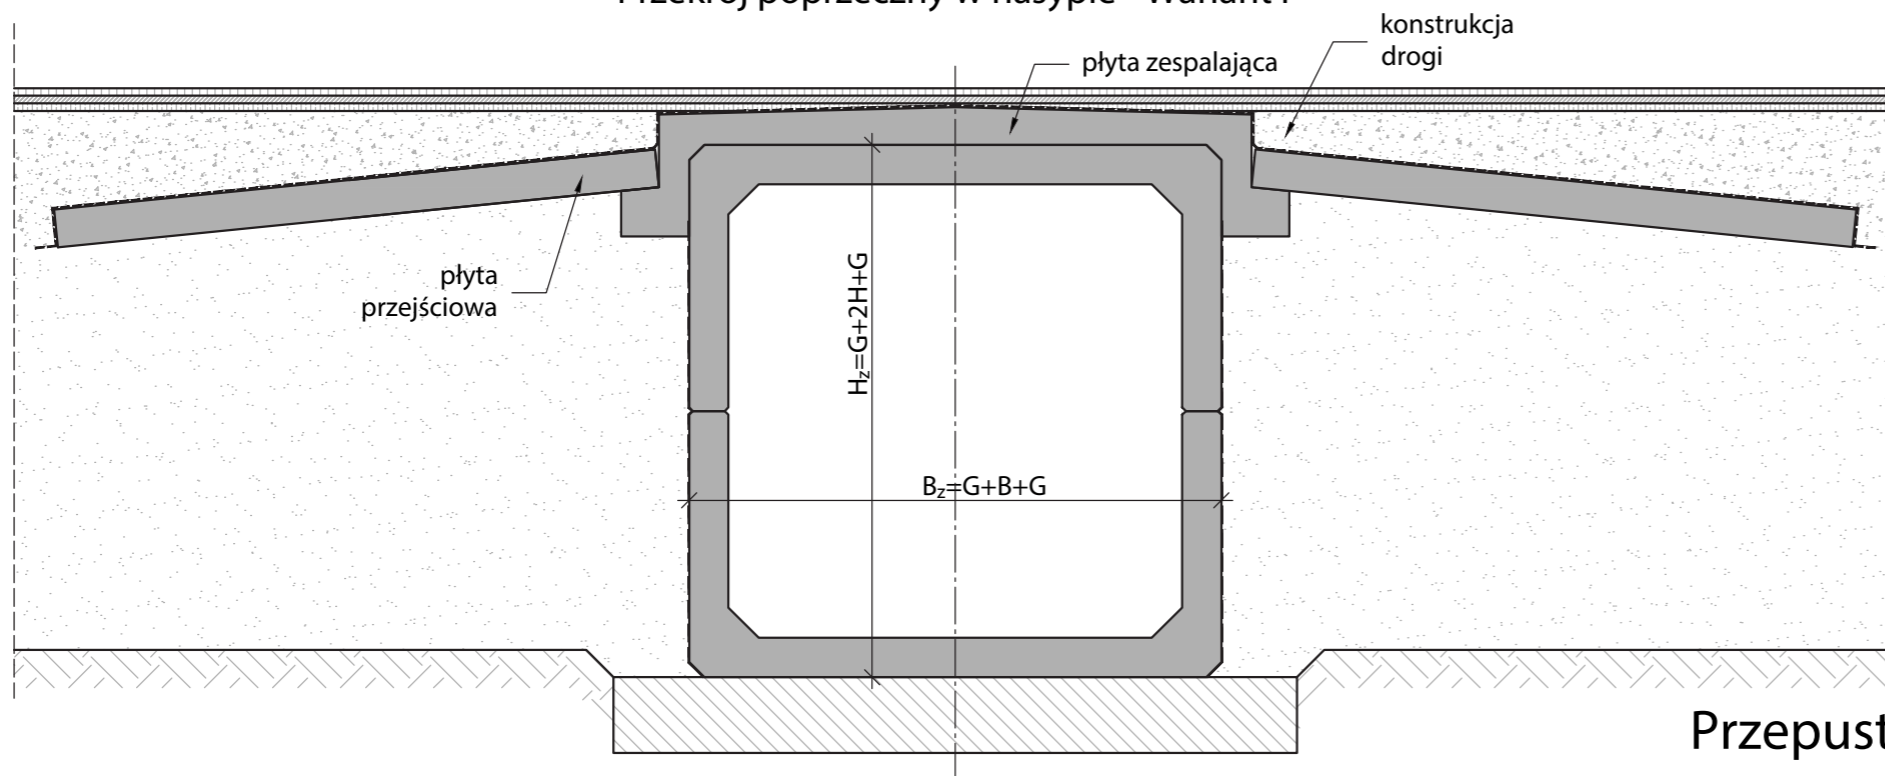 konstrukcja
drogi
płyta zespalająca
płyta
przejściowa
Hz=G+2H+G
Bz=G+B+G
Przepust